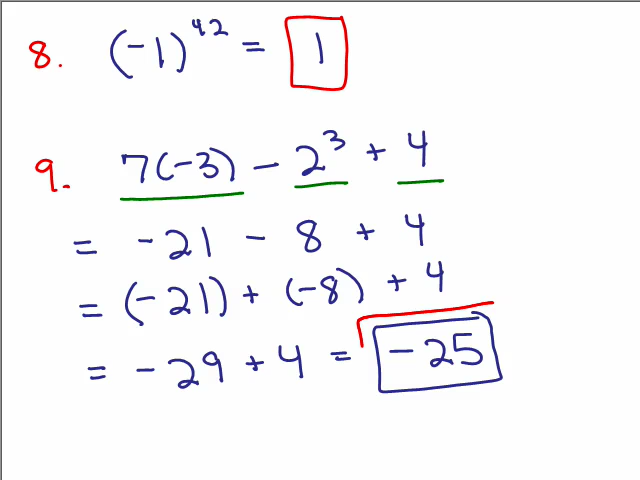 8. (-1)^42 = 1
9. 7(-3) - 2^3 + 4
= -21 - 8 + 4
= (-21) + (-8) + 4
= -29 + 4 = -25